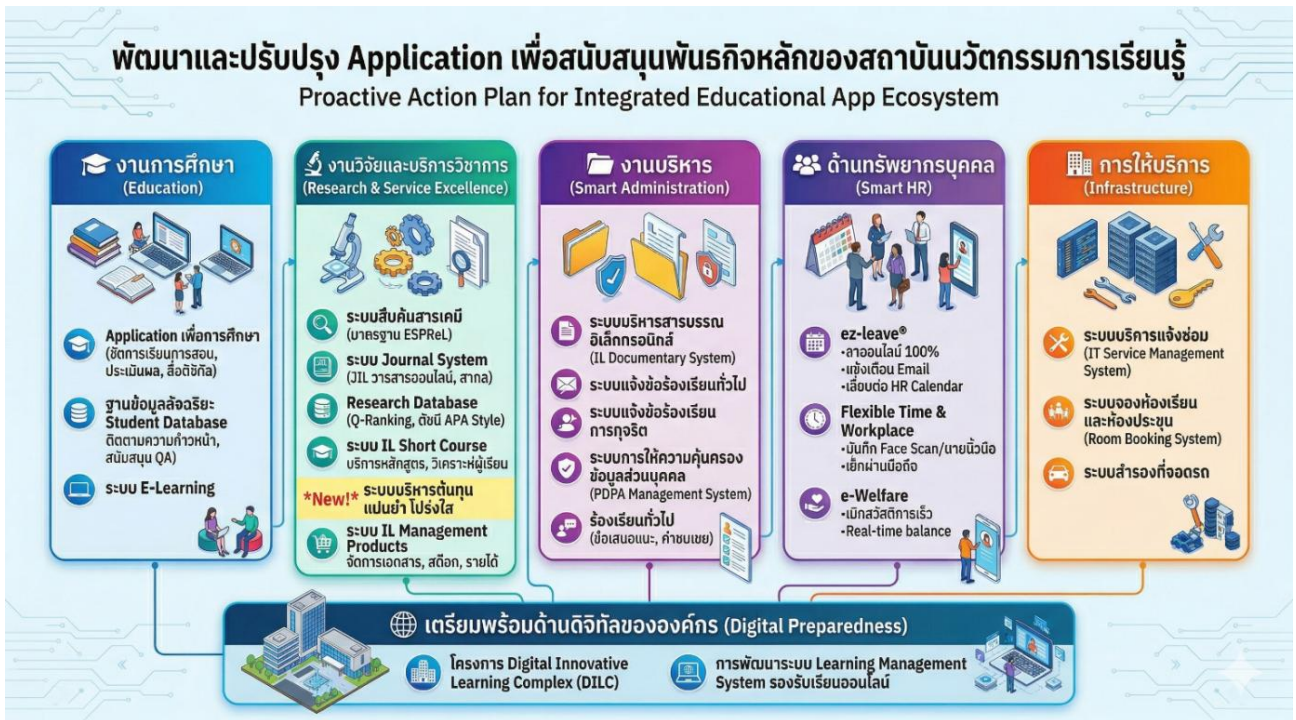 พัฒนาและปรับปรุง Application เพื่อสนับสนุนพันธกิจหลักของสถาบันนวัตกรรมการเรียนรู้
Proactive Action Plan for Integrated Educational App Ecosystem
งานการศึกษา
(Education)
Application เพื่อการศึกษา
(ชัดการเรียนการสอน,
ประเมินผล, สื่อดิจิทัล)
ฐานข้อมูลลัจฉริยะ
Student Database
ติดตามความก้าวหน้า,
สนับสนุน QA)
ระบบ E-Learning
งานวิจัยและบริการวิชาการ
(Research & Service Excellence)
ระบบสืบค้นสารเคมี
(มาตรฐาน ESPReL)
ระบบ Journal System
(JIL วารสารออนไลน์, สากล)
Research Database
(Q-Ranking, ดัชนี APA Style)
ระบบ IL Short Course
บริการหสักสูตร, วิเคราะห์ผู้เรียน
*New!* ระบบบริหารต้นทุน
แม่นยำ โปร่งใส
ระบบ IL Management
Products
จัดการเอกสาร, สต๊อก, รายได้
งานบริหาร
(Smart Administration)
ระบบบริหารสารบรรณ
อิเล็กทรอนิกส์
(IL Documentary System)
ระบบแจ้งข้อร้องเรียนทั่วไป
ระบบแจ้งข้อร้องเรียน
การทุจริต
ระบบการให้ความคุ้มครอง
ข้อมูลส่วนบุคคล
(PDPA Management System)
ร้องเรียนทั่วไป
(ข้อเสนอแนะ, คำชมเชย)
ด้านทรัพยากรบุคคล
(Smart HR)
ez-leave®
•ลาออนไลน์ 100%
•แจ้งเตือน Email
•เชื่อมต่อ HR Calendar
Flexible Time &
Workplace
•บันทึก Face Scan/นายนิ้วมือ
•เช็กผ่านมือถือ
e-Welfare
•เบิกสวัสดิการเร็ว
•Real-time balance
การให้บริการ
(Infrastructure)
ระบบบริการแจ้งซ่อม
(IT Service Management
System)
ระบบจองห้องเรียน
และห้องประชุม
(Room Booking System)
ระบบสำรองที่จอดรถ
เตรียมพร้อมด้านดิจิทัลขององค์กร (Digital Preparedness)
โครงการ Digital Innovative
Learning Complex (DILC)
การพัฒนาระบบ Learning Management
System รองรับเรียนออนไลน์